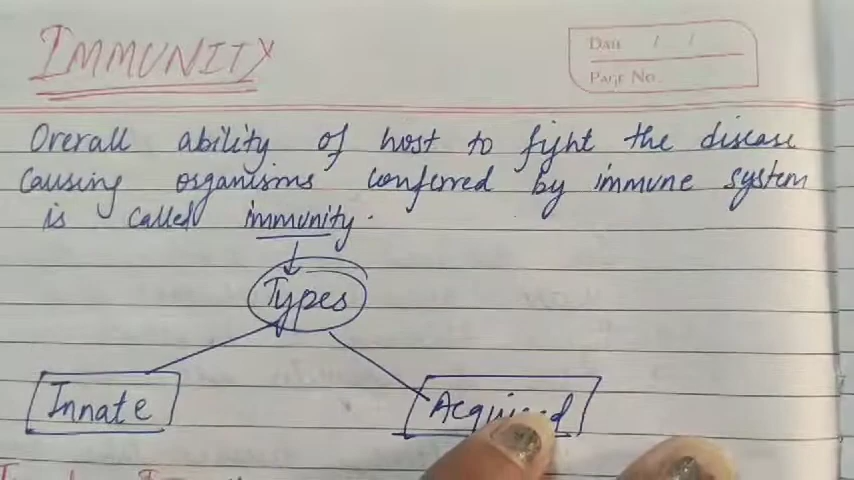 IMMUNITY
DATE / /
PAGE NO.
Overall ability of host to fight the disease
causing organisms conferred by immune system
is called immunity.
Types
Innate
Acquired